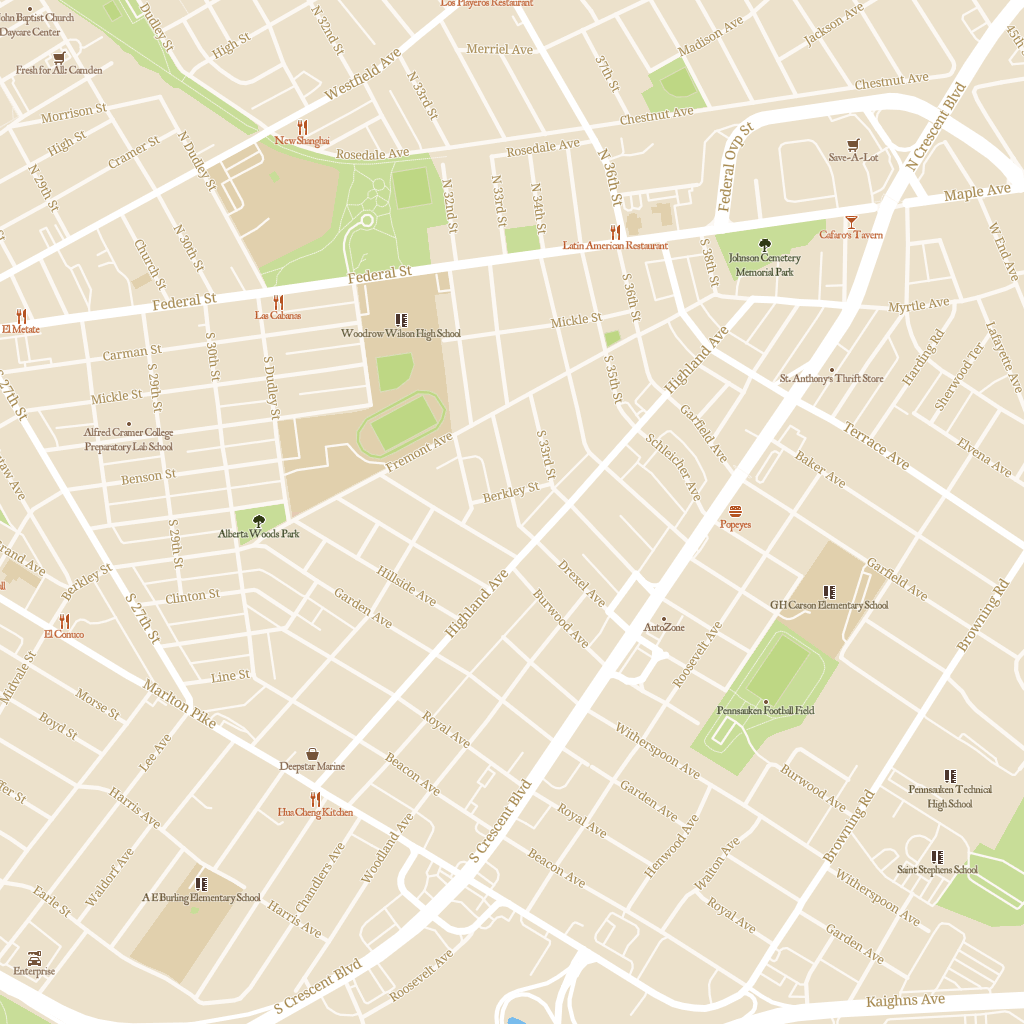 Los Playeros Restaurant
John Baptist Church
Daycare Center
Dudley St
High St
N 32nd St
Westfield Ave
Merriel Ave
37th St
Madison Ave
Jackson Ave
45th
Fresh for All: Camden
N 33rd St
Chestnut Ave
Chestnut Ave
N Crescent Blvd
Morrison St
High St
Cramer St
N Dudley St
New Shanghai
Rosedale Ave
Rosedale Ave
N 36th St
Federal Ovp St
Save-A-Lot
N 29th St
N 32nd St
N 33rd St
N 34th St
Maple Ave
N 30th St
Church St
Latin American Restaurant
Cafaro's Tavern
S 38th St
Johnson Cemetery
Memorial Park
W End Ave
Federal St
Federal St
Las Cabanas
El Metate
Woodrow Wilson High School
Mickle St
S 36th St
Myrtle Ave
Carman St
S 30th St
S 29th St
S Dudley St
Highland Ave
Harding Rd
Sherwood Ter
Lafayette Ave
S 35th St
St. Anthony's Thrift Store
S 27th St
Mickle St
Alfred Cramer College
Preparatory Lab School
Garfield Ave
Schleicher Ave
Terrace Ave
Elvena Ave
Fremont Ave
S 33rd St
Baker Ave
Benson St
Berkley St
Popeyes
S 29th St
Alberta Woods Park
Berkley St
Clinton St
Hillside Ave
Garden Ave
Highland Ave
Drexel Ave
Burwood Ave
GH Carson Elementary School
Garfield Ave
Browning Rd
AutoZone
Roosevelt Ave
El Conuco
S 27th St
Midvale St
Line St
Marlton Pike
Morse St
Boyd St
Lee Ave
Pennsauken Football Field
Royal Ave
Witherspoon Ave
Deepstar Marine
Beacon Ave
Hua Cheng Kitchen
Harris Ave
S Crescent Blvd
Garden Ave
Burwood Ave
Pennsauken Technical
High School
Royal Ave
Henwood Ave
Walton Ave
Browning Rd
Woodland Ave
Chandlers Ave
Waldorf Ave
Beacon Ave
Saint Stephens School
Witherspoon Ave
A E Burling Elementary School
Earle St
Harris Ave
Royal Ave
Garden Ave
Enterprise
S Crescent Blvd
Roosevelt Ave
Kaighns Ave